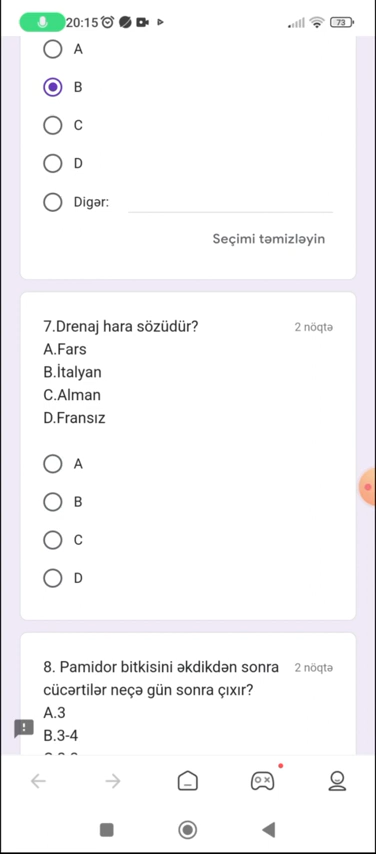 20:15
73
A
B
C
D
Digər:
Seçimi təmizləyin
7.Drenaj hara sözüdür?
2 nöqtə
A.Fars
B.İtalyan
C.Alman
D.Fransız
A
B
C
D
8. Pamidor bitkisini əkdikdən sonra
2 nöqtə
cücərtilər neçə gün sonra çıxır?
A.3
B.3-4